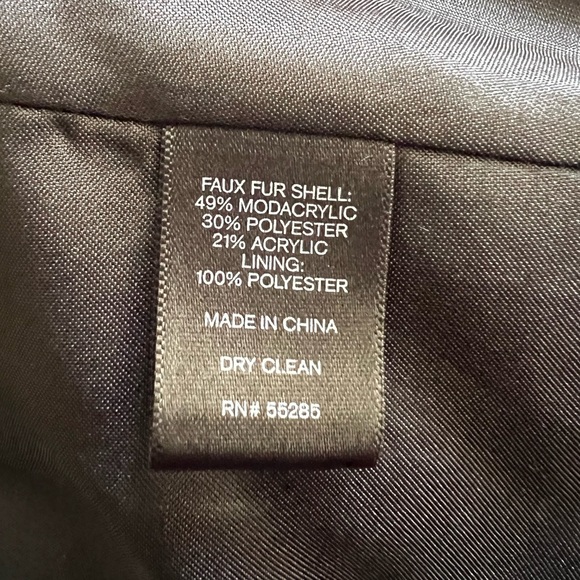 FAUX FUR SHELL:
49% MODACRYLIC
30% POLYESTER
21% ACRYLIC
LINING:
100% POLYESTER
MADE IN CHINA
DRY CLEAN
RN# 55285